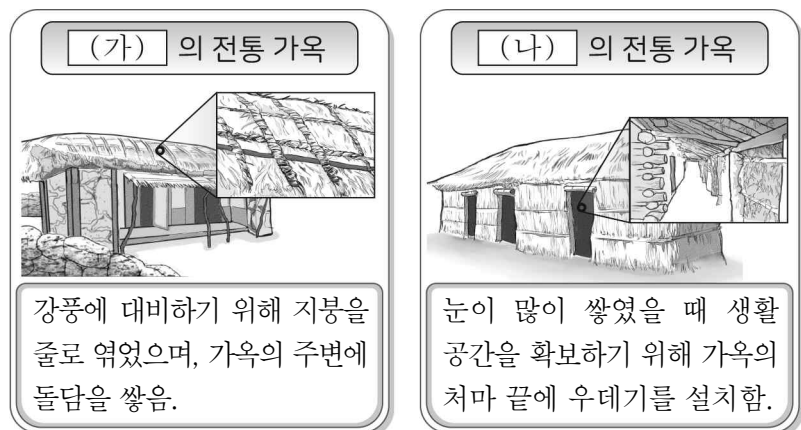 (가) 의 전통 가옥
강풍에 대비하기 위해 지붕을
줄로 엮었으며, 가옥의 주변에
돌담을 쌓음.
(나) 의 전통 가옥
눈이 많이 쌓였을 때 생활
공간을 확보하기 위해 가옥의
처마 끝에 우데기를 설치함.